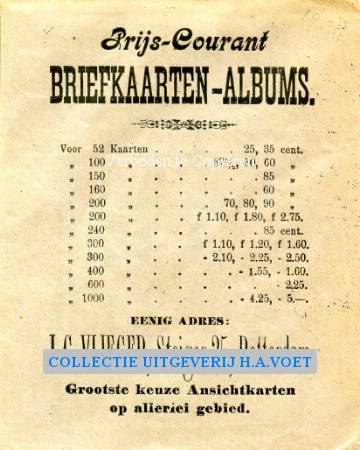 Prijs-Courant
BRIEFKAARTEN-ALBUMS.
Voor 52 Kaarten . . . . 25, 35 cent.
„ 100 „ 60 „
Verboden te Copieren
„ 150 „ . . . . . 85 „
„ 160 „ . . . . . 60 „
„ 200 „ . . . 70, 80, 90 „
„ 200 „ . . f 1.10, f 1.80, f 2.75.
„ 240 „ . . . . . 85 cent.
„ 300 „ . . f 1.10, f 1.20, f 1.60.
„ 300 „ . - 2.10, - 2.25, - 2.50.
„ 400 „ . . . - 1.55, - 1.60.
„ 600 „ . . . . . - 2.25.
„ 1000 „ . . . . - 4.25, - 5.—.
EENIG ADRES:
COLLECTIE UITGEVERIJ H.A.VOET
Grootste keuze Ansichtkarten
op allerlei gebied.